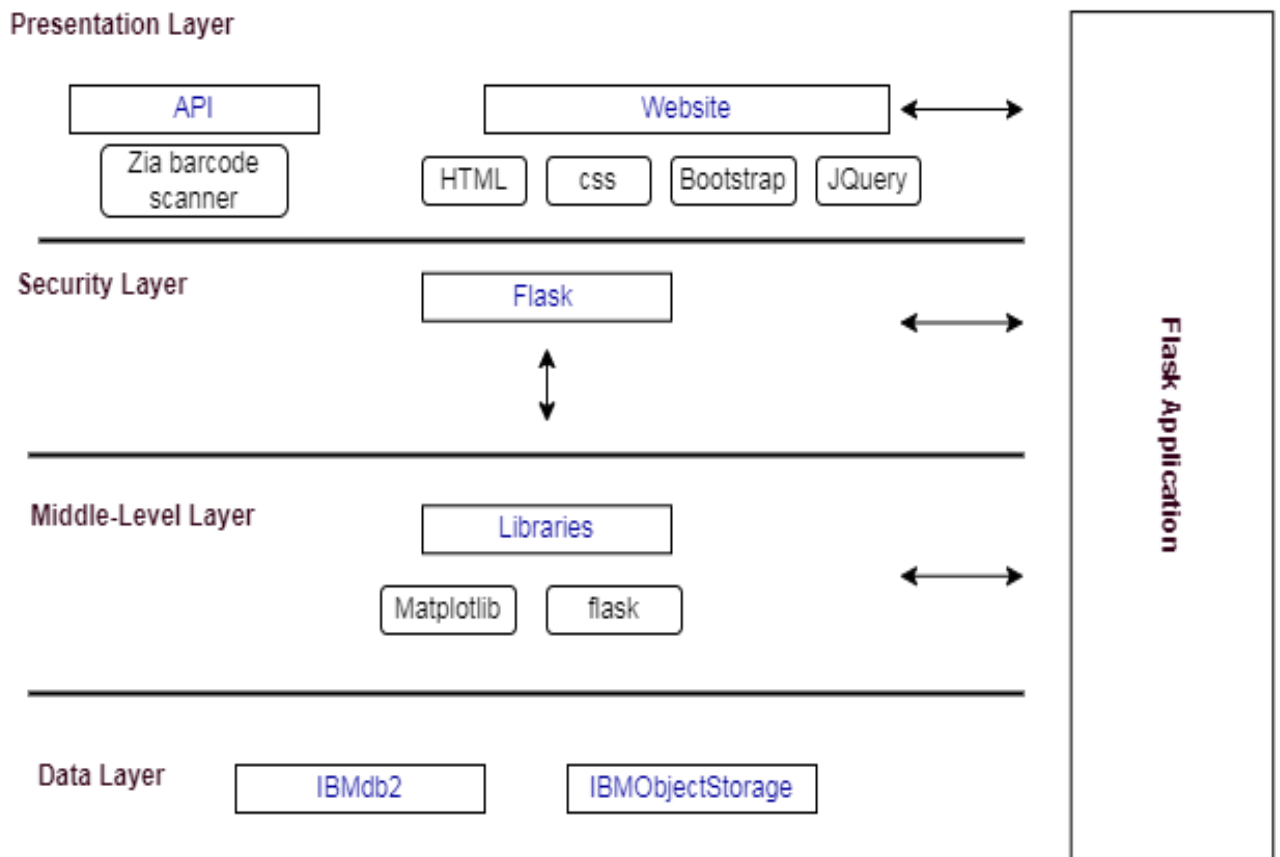 Presentation Layer
API
Website
Zia barcode
scanner
HTML
css
Bootstrap
JQuery
Security Layer
Flask
Flask Application
Middle-Level Layer
Libraries
Matplotlib
flask
Data Layer
IBMdb2
IBMObjectStorage